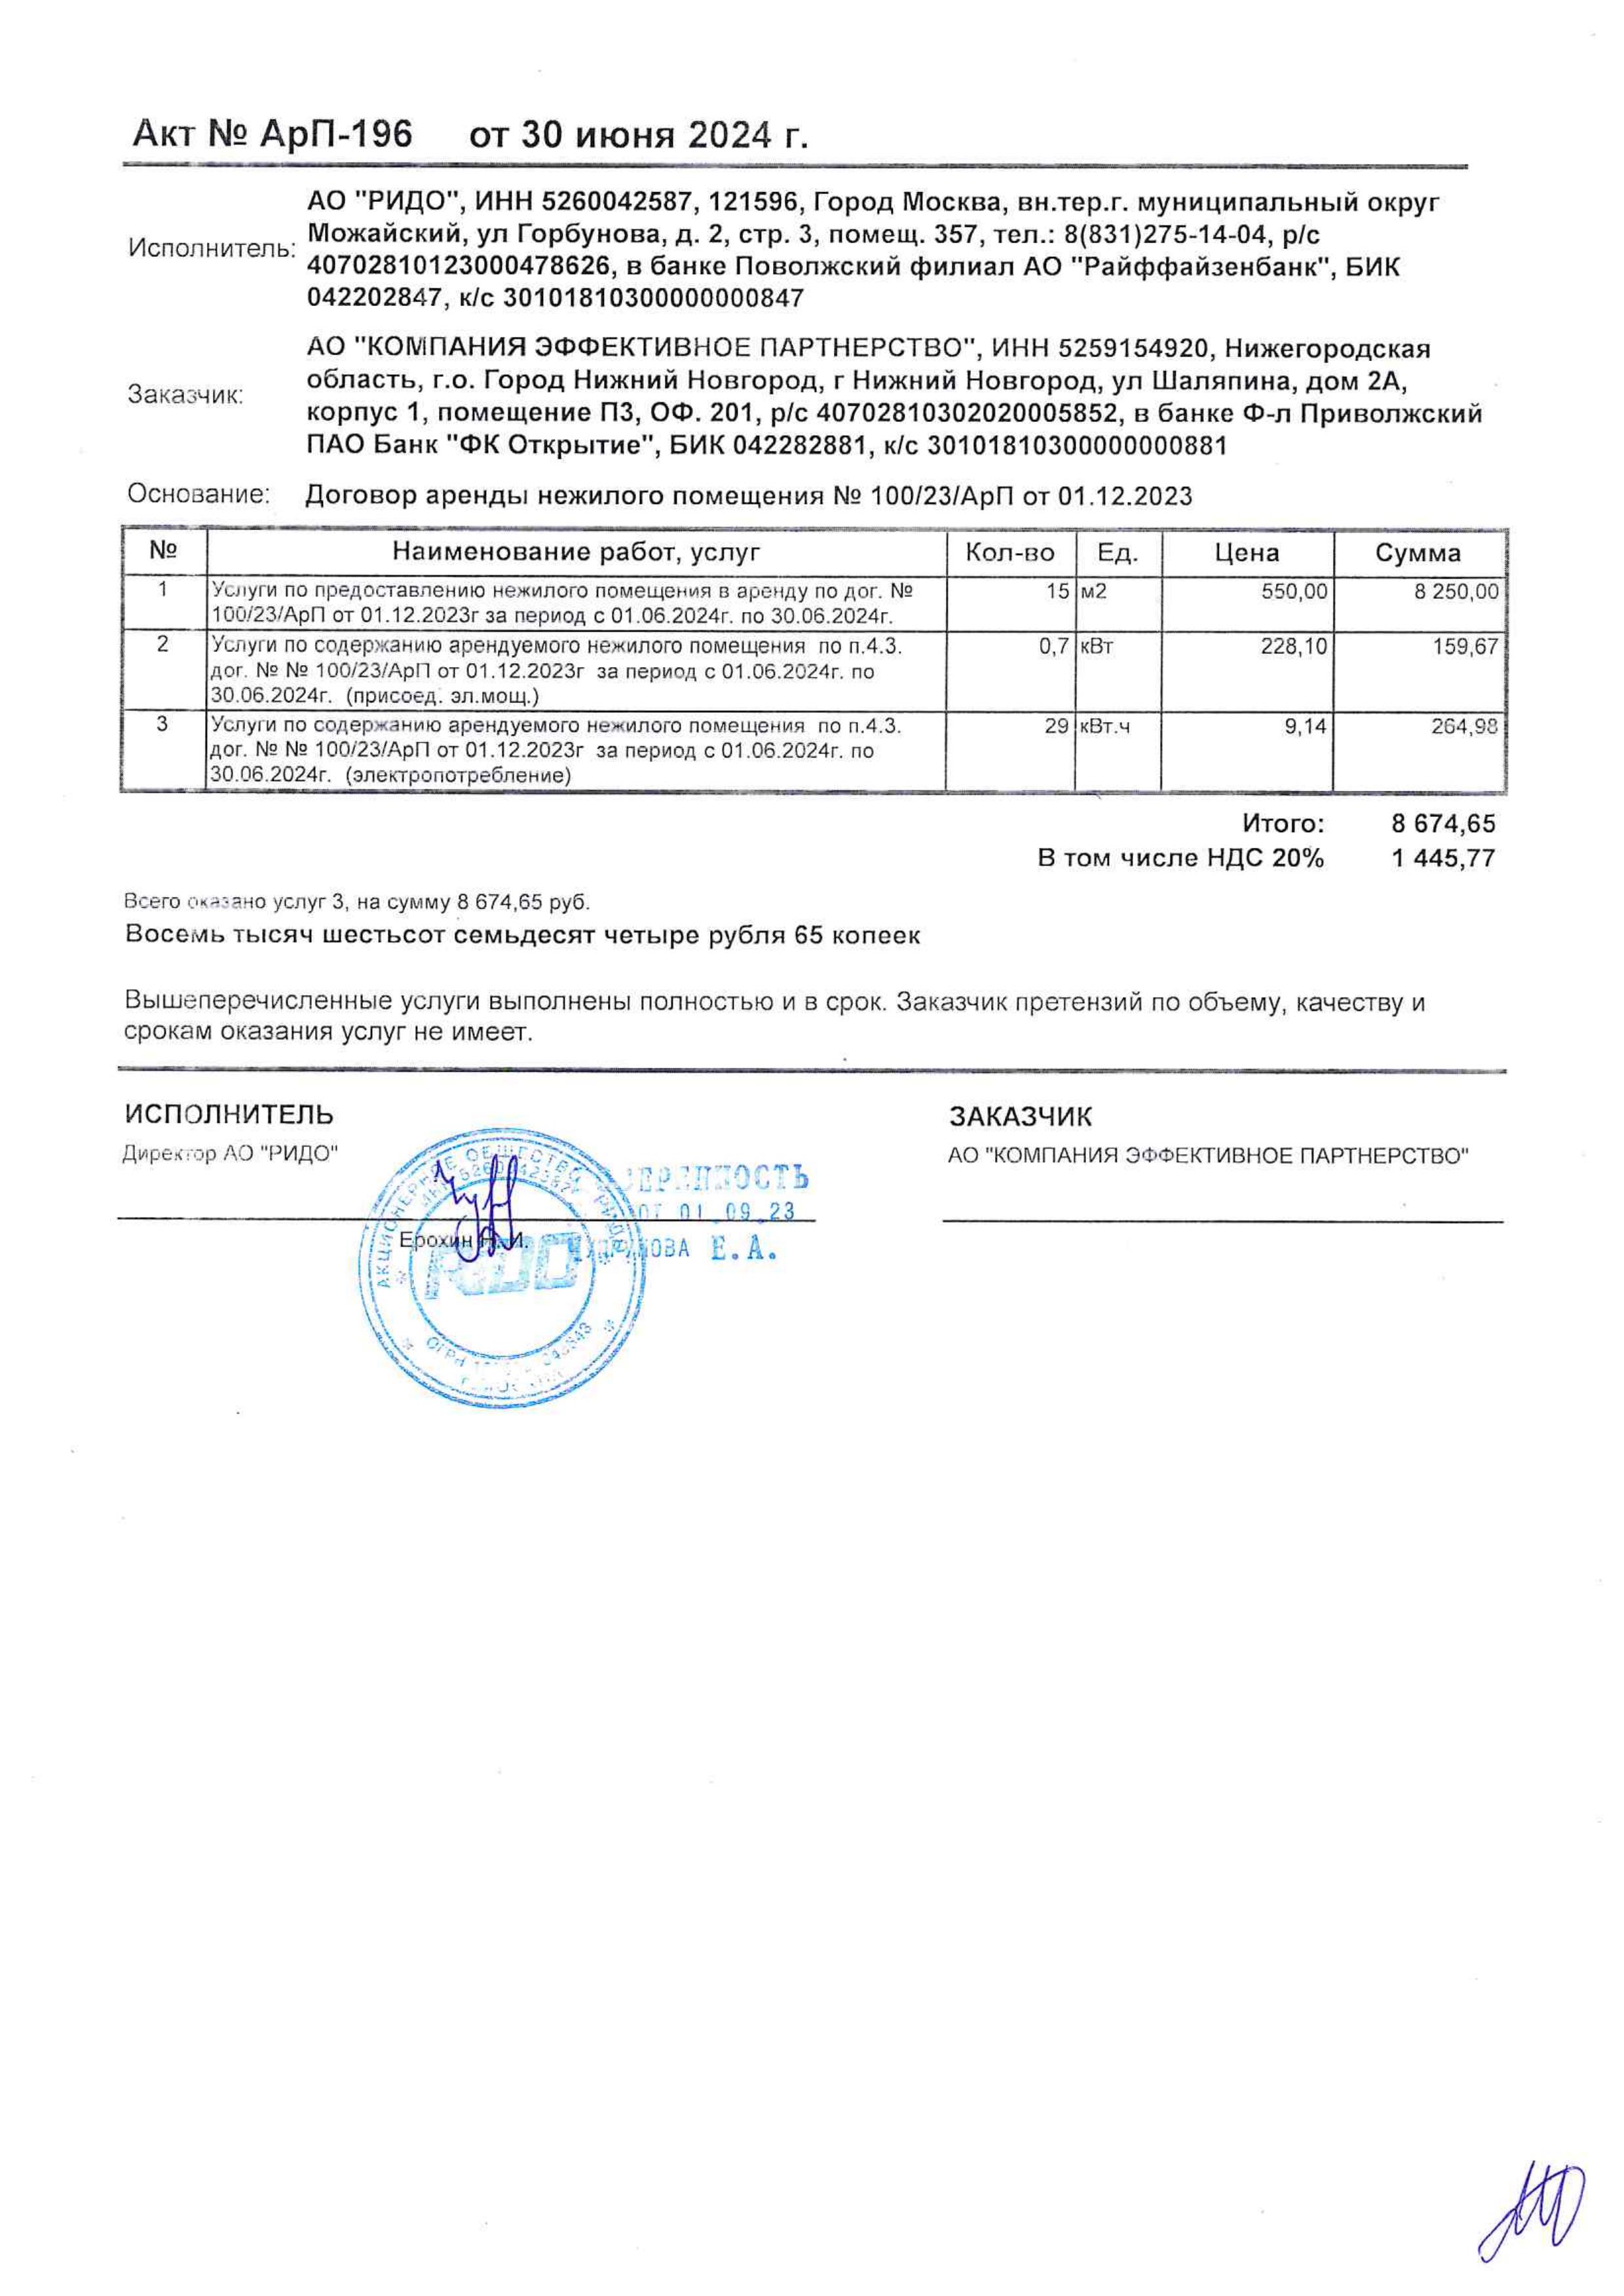 Акт № АрП-196 от 30 июня 2024 г.
Исполнитель:
АО "РИДО", ИНН 5260042587, 121596, Город Москва, вн.тер.г. муниципальный округ
Можайский, ул Горбунова, д. 2, стр. 3, помещ. 357, тел.: 8(831)275-14-04, р/с
40702810123000478626, в банке Поволжский филиал АО "Райффайзенбанк", БИК
042202847, к/с 30101810300000000847
Заказчик:
АО "КОМПАНИЯ ЭФФЕКТИВНОЕ ПАРТНЕРСТВО", ИНН 5259154920, Нижегородская
область, г.о. Город Нижний Новгород, г Нижний Новгород, ул Шаляпина, дом 2А,
корпус 1, помещение П3, ОФ. 201, р/с 40702810302020005852, в банке Ф-л Приволжский
ПАО Банк "ФК Открытие", БИК 042282881, к/с 30101810300000000881
Основание: Договор аренды нежилого помещения № 100/23/АрП от 01.12.2023
№ Наименование работ, услуг Кол-во Ед. Цена Сумма
1 Услуги по предоставлению нежилого помещения в аренду по дог. № 15 м2 550,00 8 250,00
100/23/АрП от 01.12.2023г за период с 01.06.2024г. по 30.06.2024г.
2 Услуги по содержанию арендуемого нежилого помещения по п.4.3. 0,7 кВт 228,10 159,67
дог. № № 100/23/АрП от 01.12.2023г за период с 01.06.2024г. по
30.06.2024г. (присоед. эл.мощ.)
3 Услуги по содержанию арендуемого нежилого помещения по п.4.3. 29 кВт.ч 9,14 264,98
дог. № № 100/23/АрП от 01.12.2023г за период с 01.06.2024г. по
30.06.2024г. (электропотребление)
Итого: 8 674,65
В том числе НДС 20% 1 445,77
Всего оказано услуг 3, на сумму 8 674,65 руб.
Восемь тысяч шестьсот семьдесят четыре рубля 65 копеек
Вышеперечисленные услуги выполнены полностью и в срок. Заказчик претензий по объему, качеству и
срокам оказания услуг не имеет.
ИСПОЛНИТЕЛЬ
Директор АО "РИДО"
ЗАКАЗЧИК
АО "КОМПАНИЯ ЭФФЕКТИВНОЕ ПАРТНЕРСТВО"
АКЦИОНЕРНОЕ ОБЩЕСТВО
от 01 09 23
Ерохин Н. И.
Е.А.
RIDO
ОГРН